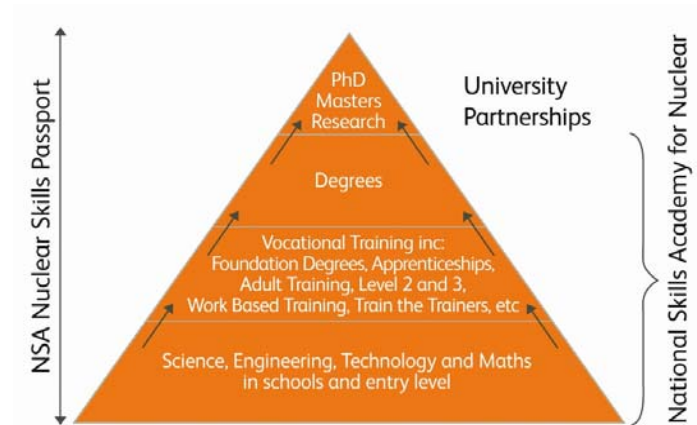 NSA Nuclear Skills Passport
PhD
Masters
Research
University
Partnerships
Degrees
Vocational Training inc:
Foundation Degrees, Apprenticeships,
Adult Training, Level 2 and 3,
Work Based Training, Train the Trainers, etc
Science, Engineering, Technology and Maths
in schools and entry level
National Skills Academy for Nuclear